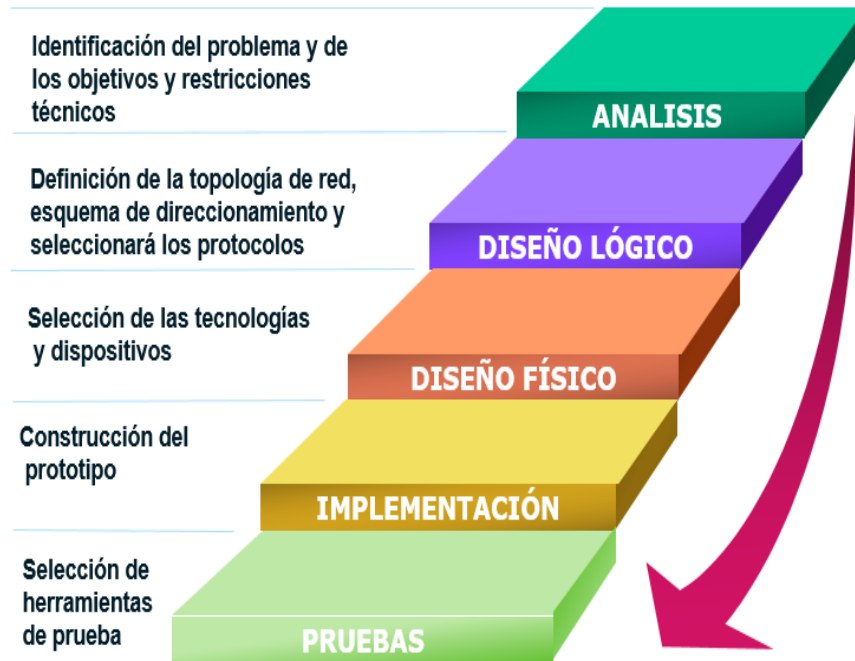 Identificación del problema y de
los objetivos y restricciones
técnicos
ANALISIS
Definición de la topología de red,
esquema de direccionamiento y
seleccionará los protocolos
DISEÑO LÓGICO
Selección de las tecnologías
y dispositivos
DISEÑO FÍSICO
Construcción del
prototipo
IMPLEMENTACIÓN
Selección de
herramientas
de prueba
PRUEBAS